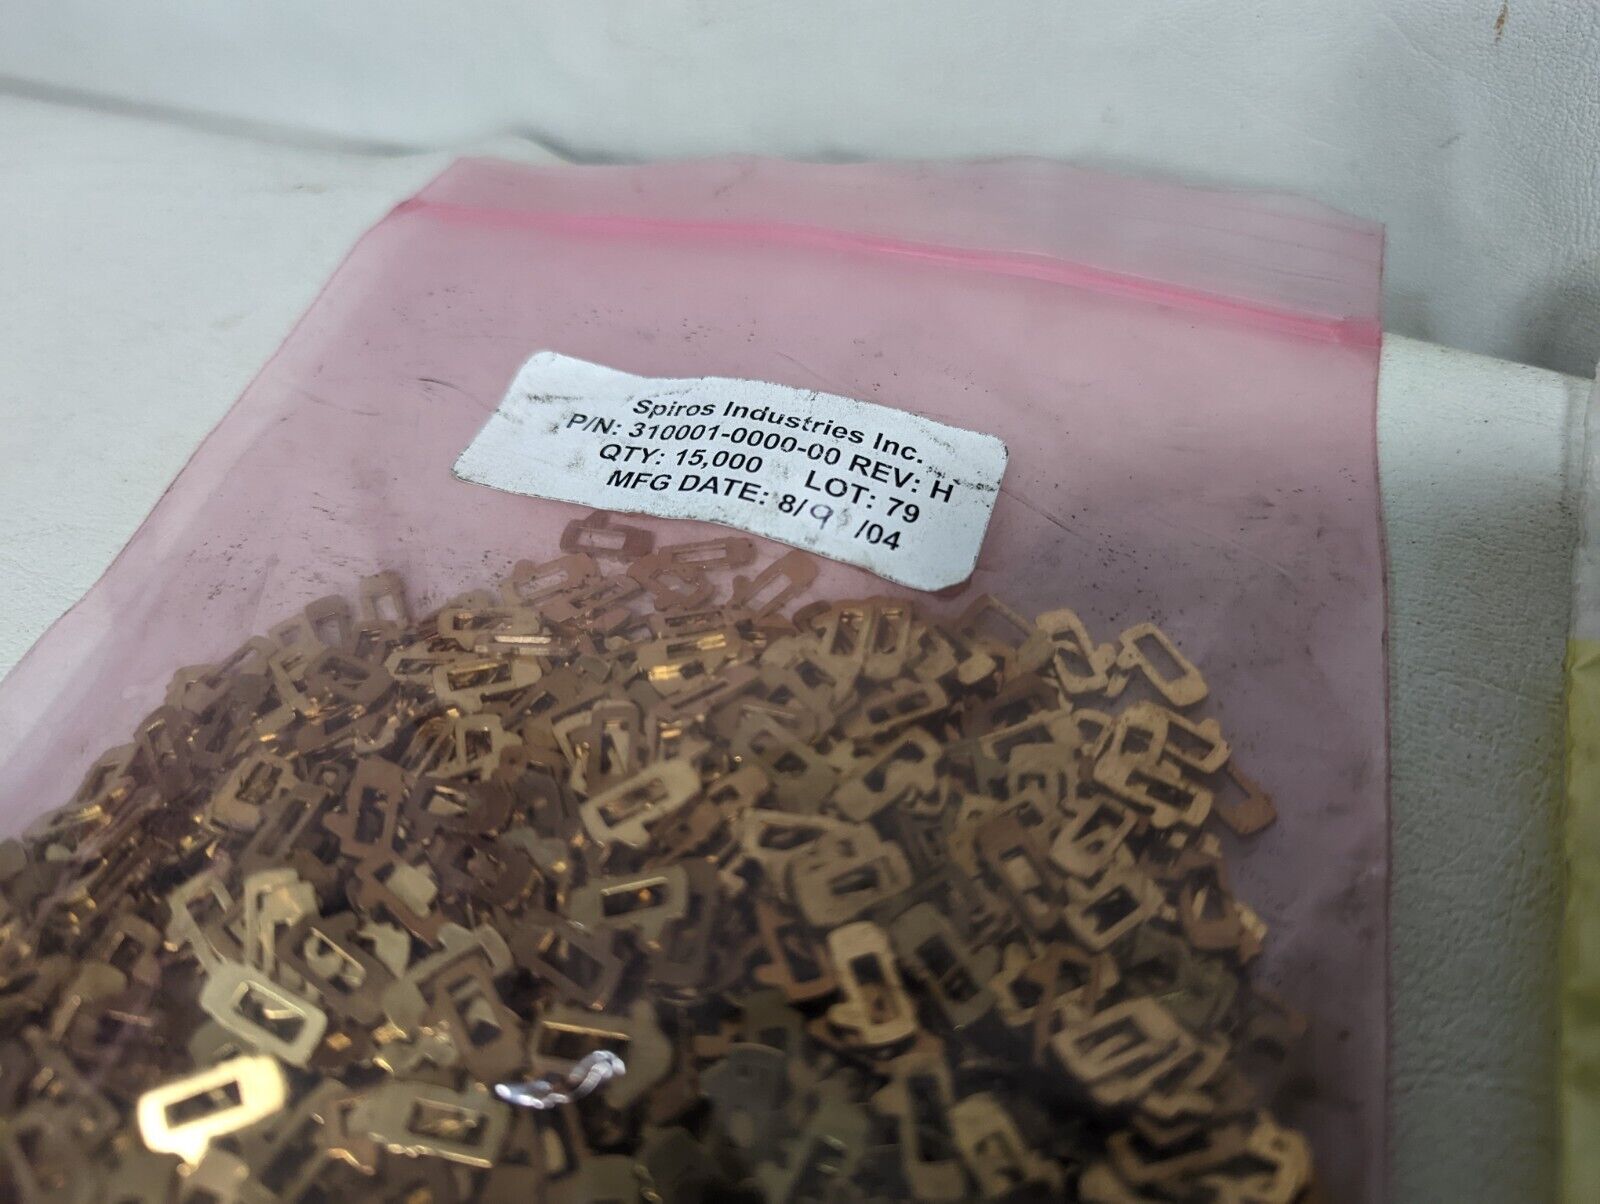 Spiros Industries Inc.
P/N: 310001-0000-00 REV: H
QTY: 15,000 LOT: 79
MFG DATE: 8/9 /04